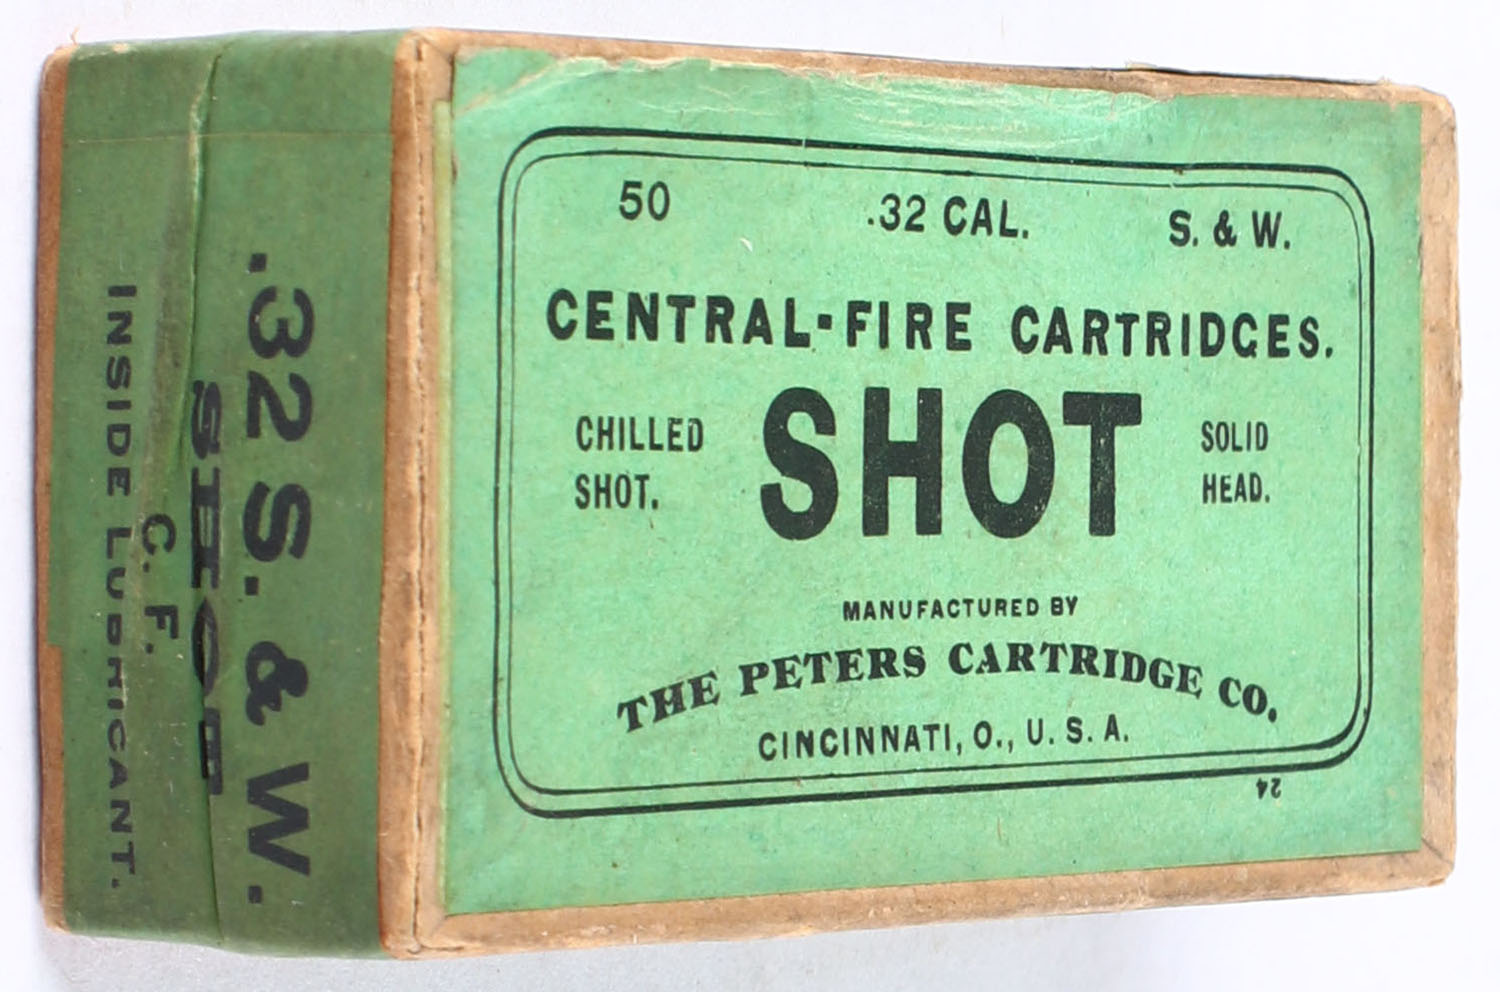 50 .32 CAL. S. & W.
CENTRAL-FIRE CARTRIDGES.
CHILLED SHOT.
SHOT
SOLID HEAD.
MANUFACTURED BY
THE PETERS CARTRIDGE CO.
CINCINNATI, O., U. S. A.
24
.32 S. & W.
SHOT
C. F.
INSIDE LUBRICANT.